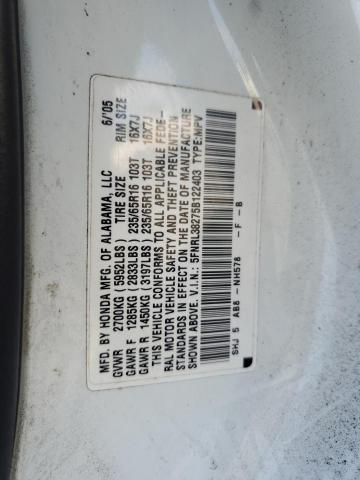 MFD. BY HONDA MFG. OF ALABAMA, LLC 6/'05
GVWR 2700KG (5952LBS) TIRE SIZE RIM SIZE
GAWR F 1285KG (2833LBS) 235/65R16 103T 16X7J
GAWR R 1450KG (3197LBS) 235/65R16 103T 16X7J
THIS VEHICLE CONFORMS TO ALL APPLICABLE FEDE-
RAL MOTOR VEHICLE SAFETY AND THEFT PREVENTION
STANDARDS IN EFFECT ON THE DATE OF MANUFACTURE
SHOWN ABOVE. V.I.N.: 5FNRL38275B122403 TYPE:MPV
SHJ 5 AB8 -NH578 -F -B